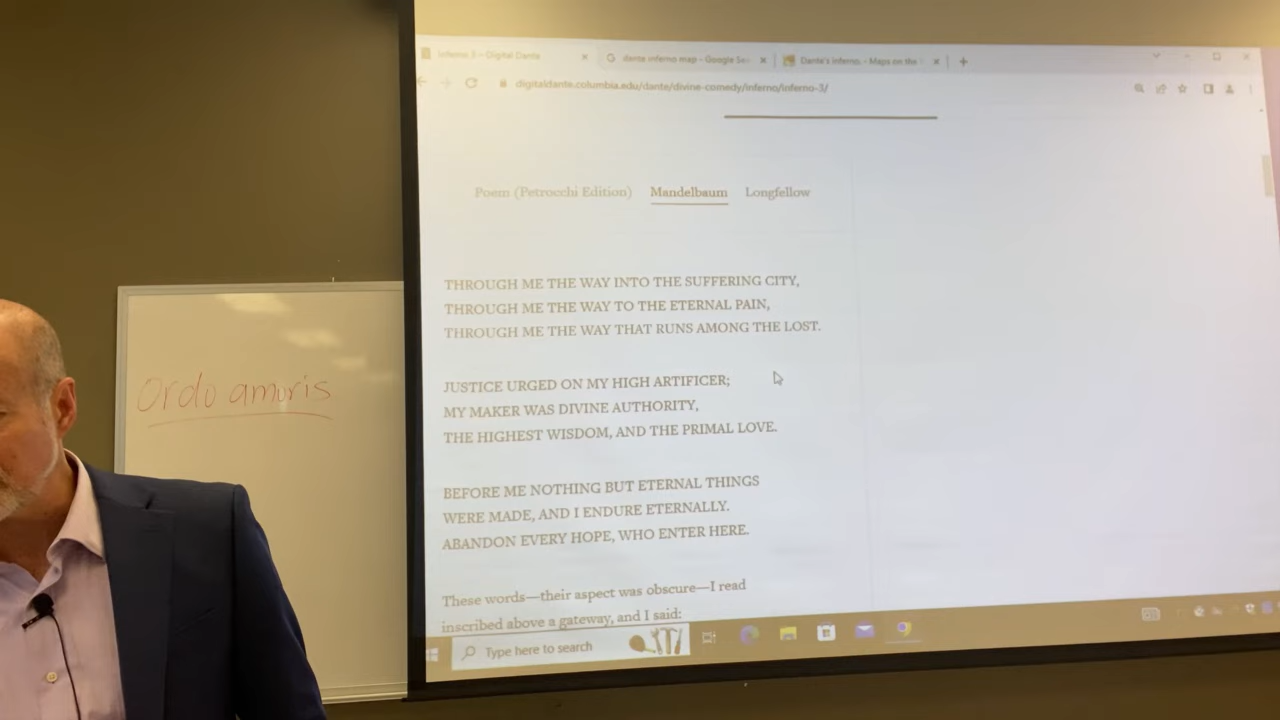 Inferno 3 – Digital Dante
dante inferno map - Google Se
Dante's Inferno. - Maps on the
digitaldante.columbia.edu/dante/divine-comedy/inferno/inferno-3/
Poem (Petrocchi Edition) Mandelbaum Longfellow
THROUGH ME THE WAY INTO THE SUFFERING CITY,
THROUGH ME THE WAY TO THE ETERNAL PAIN,
THROUGH ME THE WAY THAT RUNS AMONG THE LOST.
JUSTICE URGED ON MY HIGH ARTIFICER;
MY MAKER WAS DIVINE AUTHORITY,
THE HIGHEST WISDOM, AND THE PRIMAL LOVE.
BEFORE ME NOTHING BUT ETERNAL THINGS
WERE MADE, AND I ENDURE ETERNALLY.
ABANDON EVERY HOPE, WHO ENTER HERE.
These words—their aspect was obscure—I read
inscribed above a gateway, and I said:
Type here to search
Ordo amoris